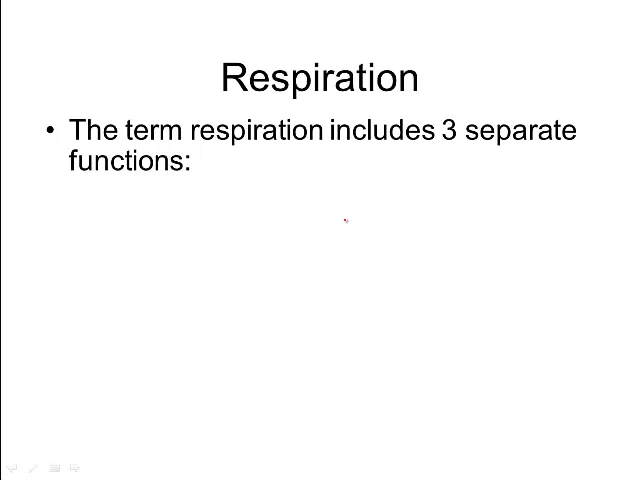 Respiration
• The term respiration includes 3 separate
functions: